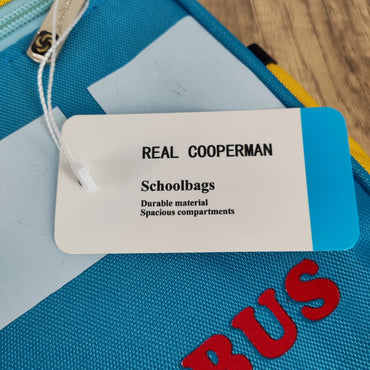 REAL COOPERMAN
Schoolbags
Durable material
Spacious compartments
BUS